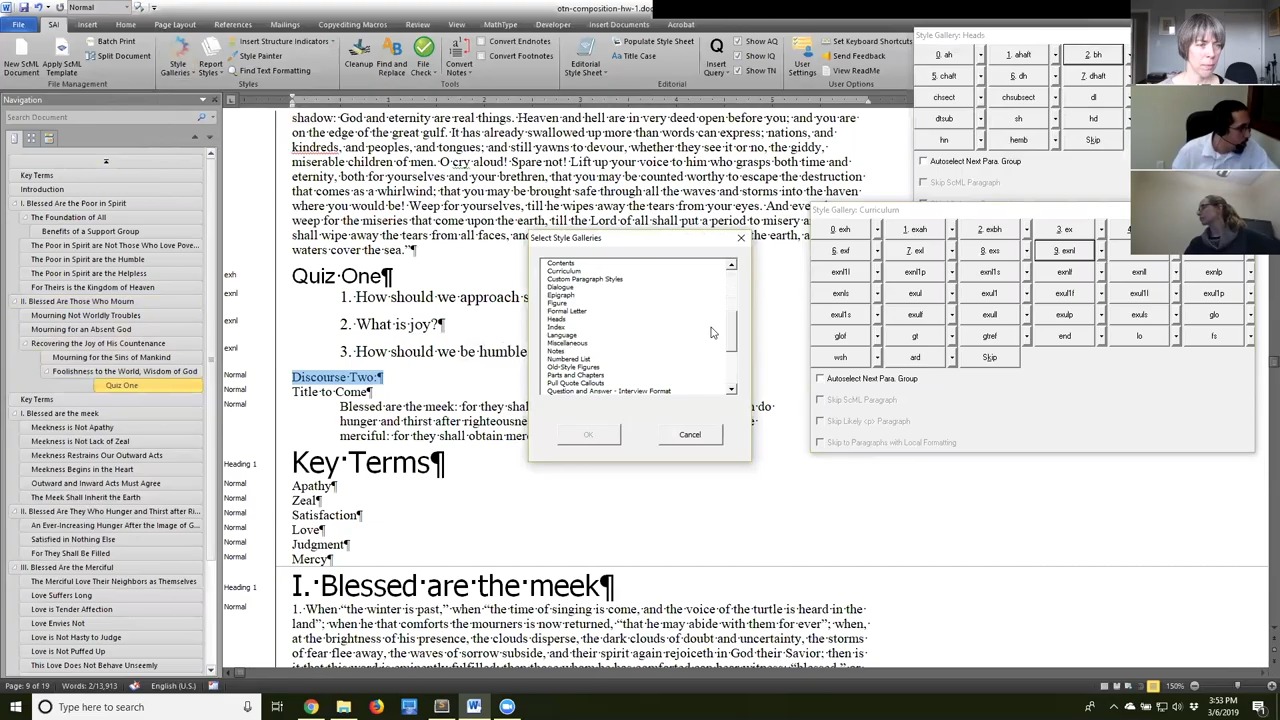 Normal
otn-composition-hw-1.doc
File SAI Insert Home Page Layout References Mailings Copyediting Macros Review View MathType Developer Insert Documents Acrobat
New ScML Document
Apply ScML Template
Batch Print
Split Document
File Management
Style Galleries
Report Styles
Insert Structure Indicators
Style Painter
Find Text Formatting
Styles
Cleanup
Find and Replace
File Check
Convert Notes
Convert Endnotes
Convert Footnotes
Tools
Editorial Style Sheet
Populate Style Sheet
Title Case
Editorial
Insert Query
Show AQ
Show IQ
Show TN
User Settings
Set Keyboard Shortcuts
Send Feedback
View ReadMe
User Options
Navigation
Search Document
Key Terms
Introduction
I. Blessed Are the Poor in Spirit
The Foundation of All
Benefits of a Support Group
The Poor in Spirit are Not Those Who Love Pove...
The Poor in Spirit are the Humble
The Poor in Spirit are the Helpless
For Theirs is the Kingdom of Heaven
II. Blessed Are Those Who Mourn
Mourning Not Worldly Troubles
Mourning for an Absent God
Recovering the Joy of His Countenance
Mourning for the Sins of Mankind
Foolishness to the World, Wisdom of God
Quiz One
Key Terms
I. Blessed are the meek
Meekness is Not Apathy
Meekness is Not Lack of Zeal
Meekness Restrains Our Outward Acts
Meekness Begins in the Heart
Outward and Inward Acts Must Agree
The Meek Shall Inherit the Earth
II. Blessed Are They Who Hunger and Thirst after Ri...
An Ever-Increasing Hunger After the Image of G...
Satisfied in Nothing Else
For They Shall Be Filled
III. Blessed Are the Merciful
The Merciful Love Their Neighbors as Themselves
Love Suffers Long
Love is Tender Affection
Love Envies Not
Love is Not Hasty to Judge
Love is Not Puffed Up
This Love Does Not Behave Unseemly
shadow: God and eternity are real things. Heaven and hell are in very deed open before you; and you are
on the edge of the great gulf. It has already swallowed up more than words can express; nations, and
kindreds, and peoples, and tongues; and still yawns to devour, whether they see it or no, the giddy,
miserable children of men. O cry aloud! Spare not! Lift up your voice to him who grasps both time and
eternity, both for yourselves and your brethren, that you may be counted worthy to escape the destruction
that comes as a whirlwind; that you may be brought safe through all the waves and storms into the haven
where you would be! Weep for yourselves, till he wipes away the tears from your eyes. And even
weep for the miseries that come upon the earth, till the Lord of all shall put a period to misery a
shall wipe away the tears from all faces, and
waters cover the sea.”¶
exh Quiz One¶
exnl 1. How should we approach s
exnl 2. What is joy?¶
exnl 3. How should we be humble
Normal Discourse Two:¶
Normal Title to Come¶
Normal Blessed are the meek: for they sha do
hunger and thirst after righteousne
merciful: for they shall obtain mer
Heading 1 Key Terms¶
Normal Apathy¶
Normal Zeal¶
Normal Satisfaction¶
Normal Love¶
Normal Judgment¶
Normal Mercy¶
Heading 1 I. Blessed are the meek¶
Normal 1. When “the winter is past,” when “the time of singing is come, and the voice of the turtle is heard in the
land”; when he that comforts the mourners is now returned, “that he may abide with them for ever”; when,
at the brightness of his presence, the clouds disperse, the dark clouds of doubt and uncertainty, the storms
of fear flee away, the waves of sorrow subside, and their spirit again rejoiceth in God their Savior; then is
Select Style Galleries
Contents
Curriculum
Custom Paragraph Styles
Dialogue
Epigraph
Figure
Formal Letter
Heads
Index
Language
Miscellaneous
Notes
Numbered List
Old-Style Figures
Parts and Chapters
Pull Quote Callouts
Question and Answer - Interview Format
OK Cancel
Style Gallery: Heads
0. ah 1. ahaft 2. bh
5. chaft 6. dh 7. dhaft
chsect chsubsect dl
dtsub sh hd
hn hemb Skip
Autoselect Next Para. Group
Skip ScML Paragraph
Style Gallery: Curriculum
0. exh 1. exah 2. exbh 3. ex
6. exf 7. exl 8. exs 9. exnl
exnl1l exnl1p exnl1s exnlf exnll exnlp
exnls exul exul1 exul1f exul1l exul1p
exul1s exulf exull exulp exuls glo
glof glol gt end lo fs
wsh ard Skip
Autoselect Next Para. Group
Skip ScML Paragraph
Skip Likely <p> Paragraph
Skip to Paragraphs with Local Formatting
Page: 9 of 19 Words: 2/13,913 English (U.S.) 150%
Type here to search
3:53 PM
3/6/2019